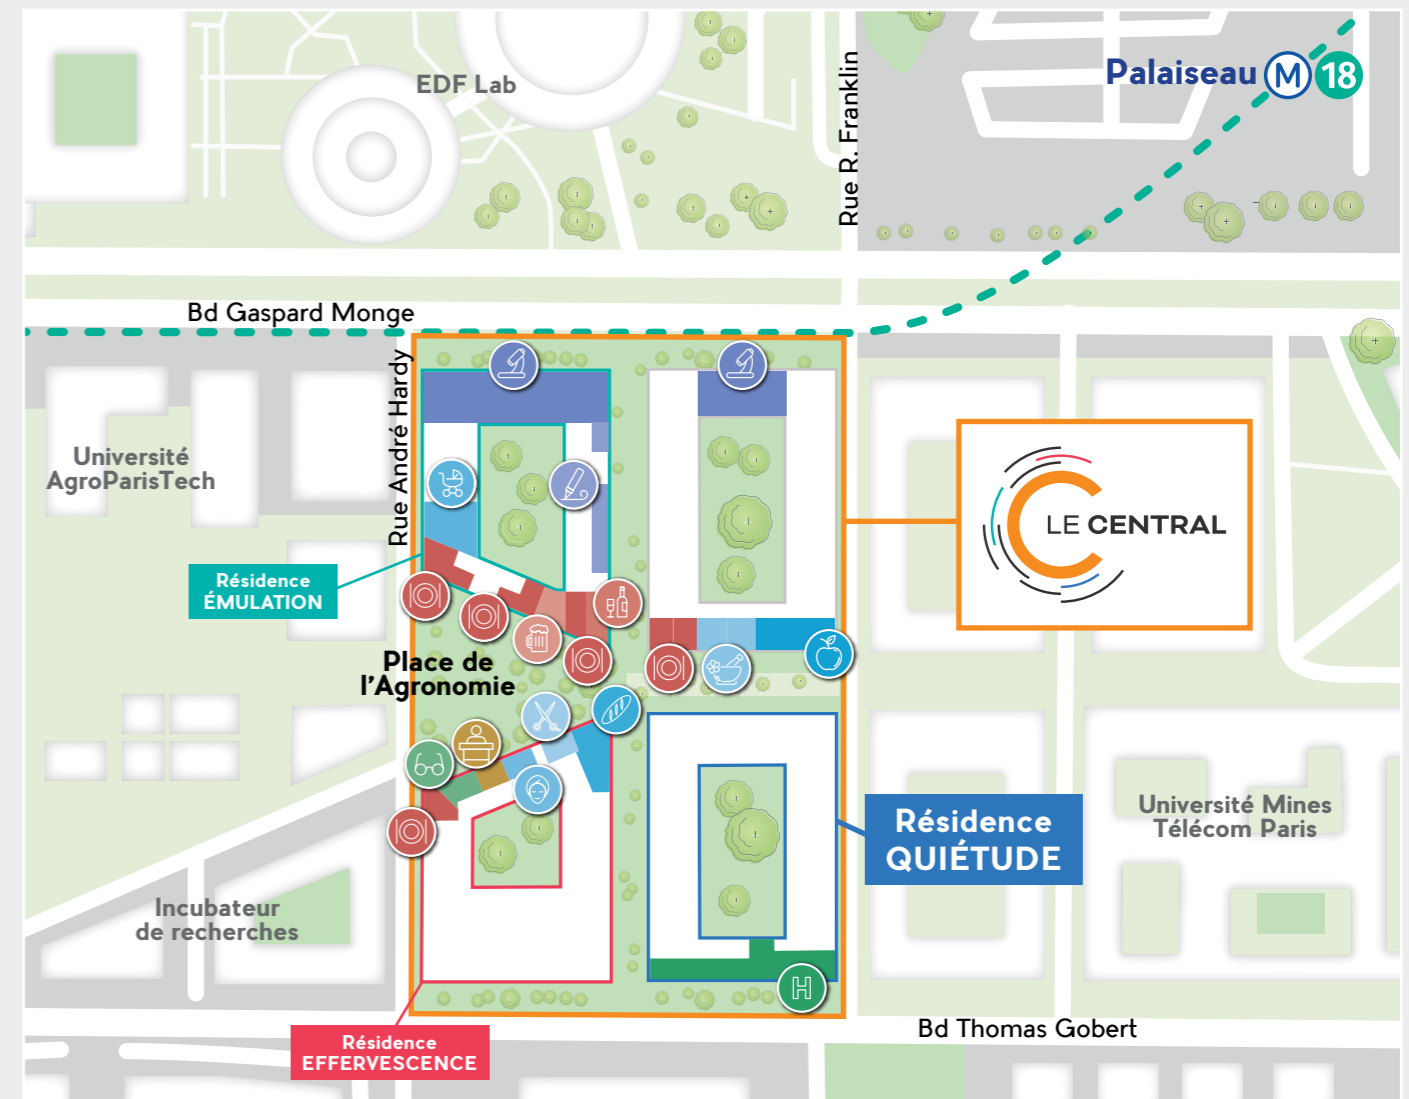 EDF Lab
Rue R. Franklin
Palaiseau M 18
Bd Gaspard Monge
Rue André Hardy
Université
AgroParisTech
LE CENTRAL
Résidence
ÉMULATION
Place de
l'Agronomie
Résidence
QUIÉTUDE
Université Mines
Télécom Paris
Incubateur
de recherches
H
Bd Thomas Gobert
Résidence
EFFERVESCENCE